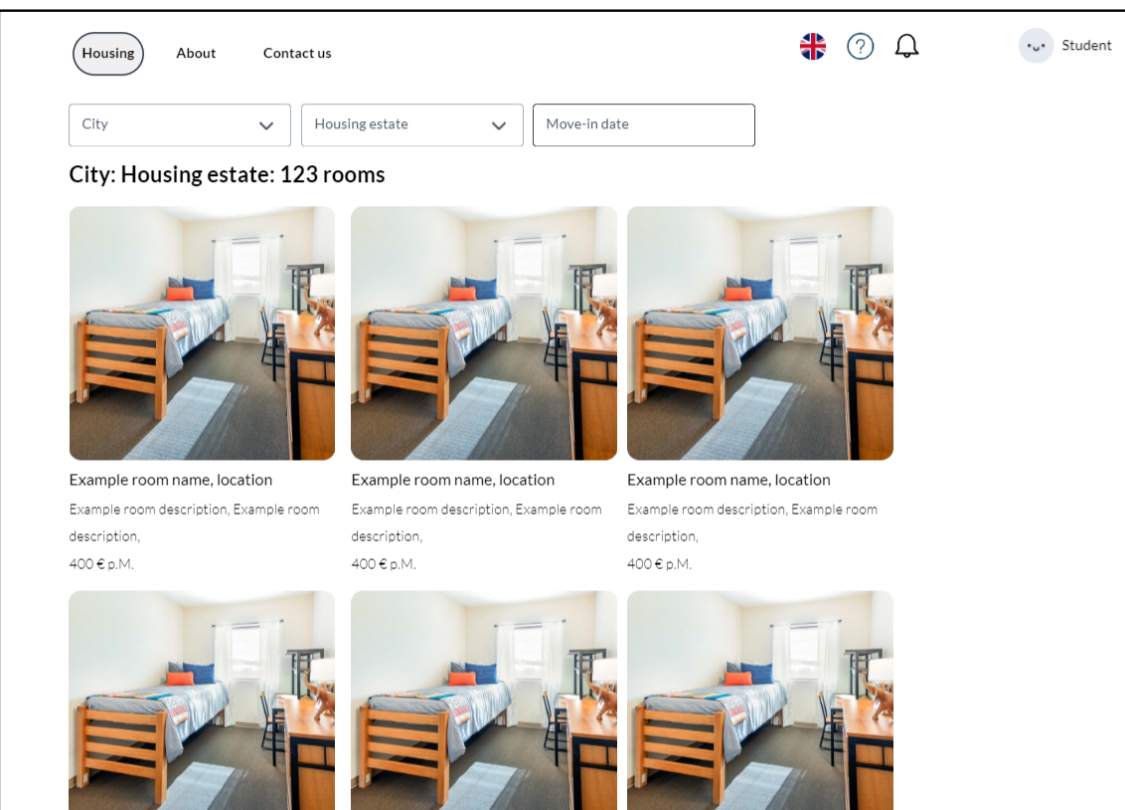 Housing About Contact us ? Student
City Housing estate Move-in date
City: Housing estate: 123 rooms
Example room name, location Example room name, location Example room name, location
Example room description, Example room Example room description, Example room Example room description, Example room
description, description, description,
400 € p.M. 400 € p.M. 400 € p.M.